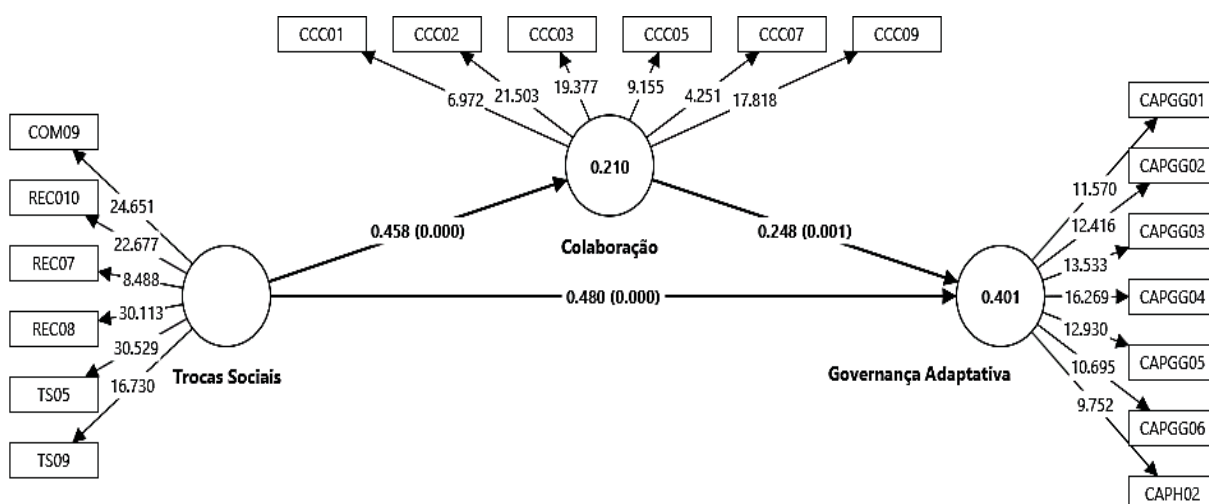 CCC01
CCC02
CCC03
CCC05
CCC07
CCC09
6.972
21.503
19.377
9.155
4.251
17.818
0.210
Colaboração
COM09
REC010
REC07
REC08
TS05
TS09
24.651
22.677
8.488
30.113
30.529
16.730
Trocas Sociais
0.458 (0.000)
0.248 (0.001)
0.480 (0.000)
0.401
Governança Adaptativa
11.570
12.416
13.533
16.269
12.930
10.695
9.752
CAPGG01
CAPGG02
CAPGG03
CAPGG04
CAPGG05
CAPGG06
CAPH02